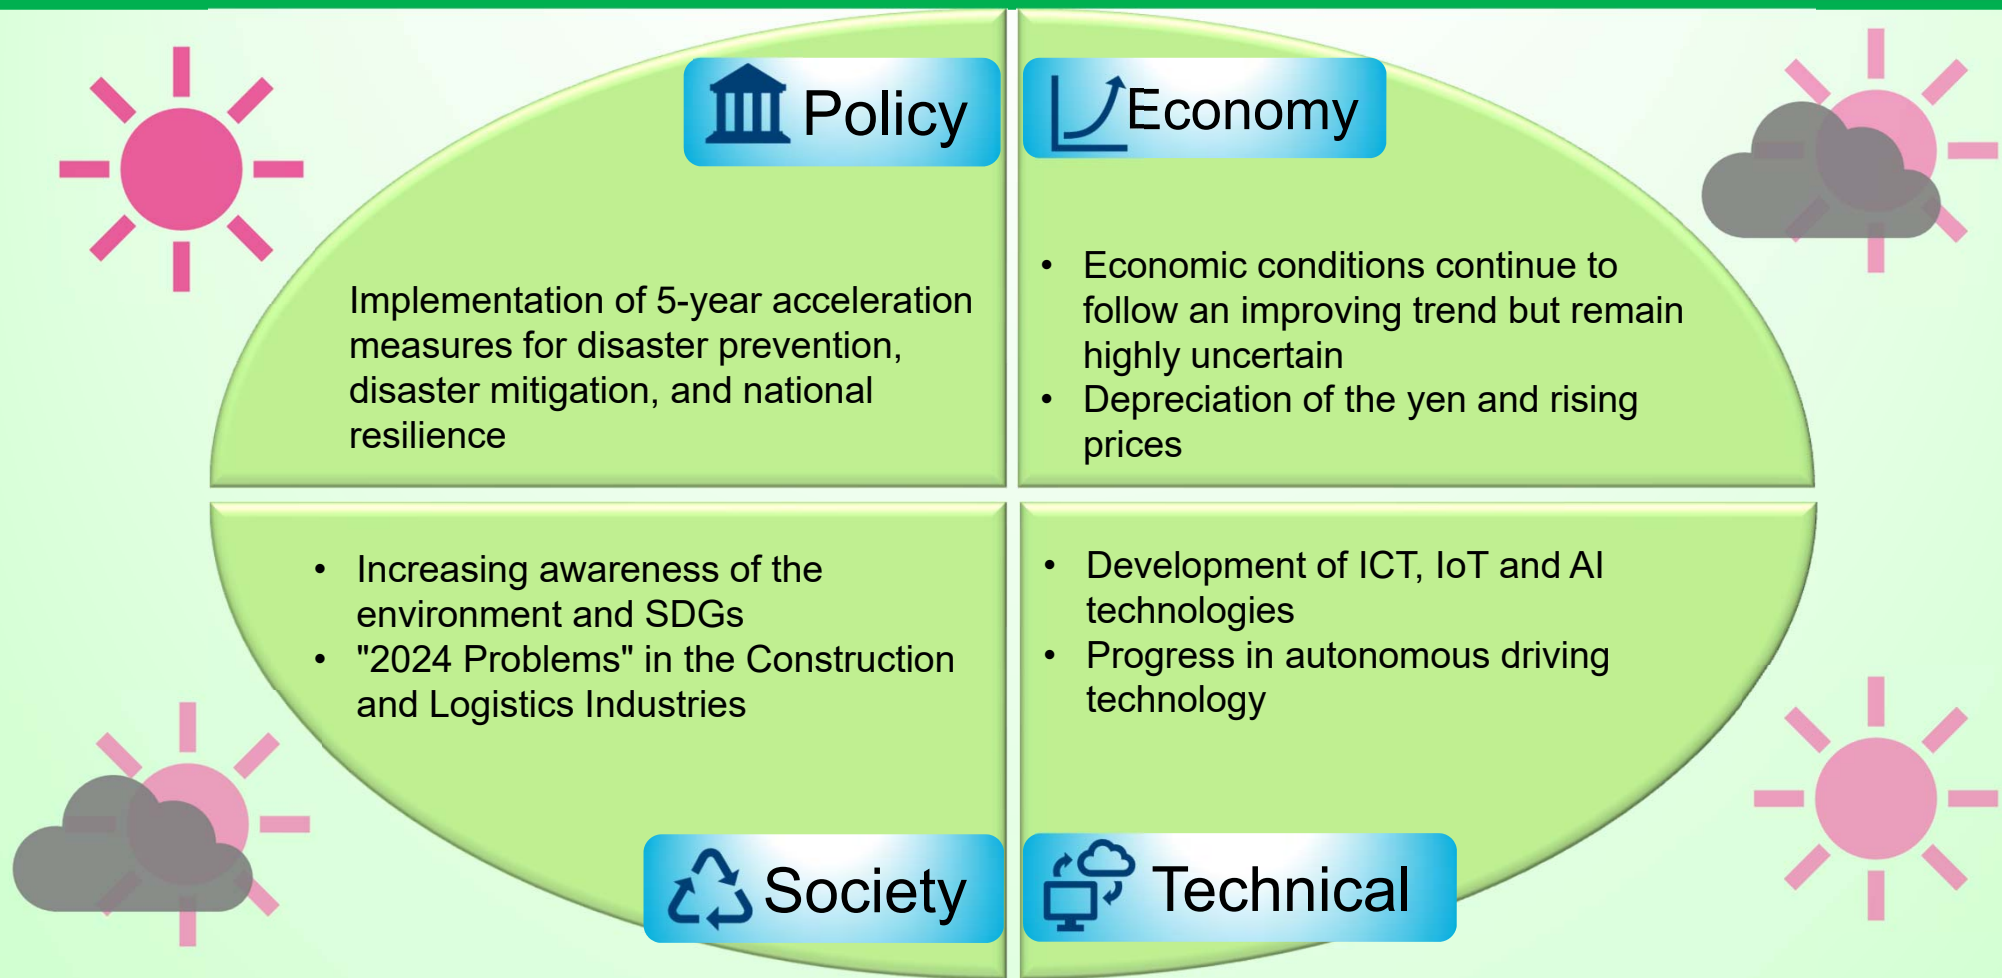 Policy
Implementation of 5-year acceleration
measures for disaster prevention,
disaster mitigation, and national
resilience
Economy
• Economic conditions continue to
follow an improving trend but remain
highly uncertain
• Depreciation of the yen and rising
prices
• Increasing awareness of the
environment and SDGs
• "2024 Problems" in the Construction
and Logistics Industries
Society
• Development of ICT, IoT and AI
technologies
• Progress in autonomous driving
technology
Technical